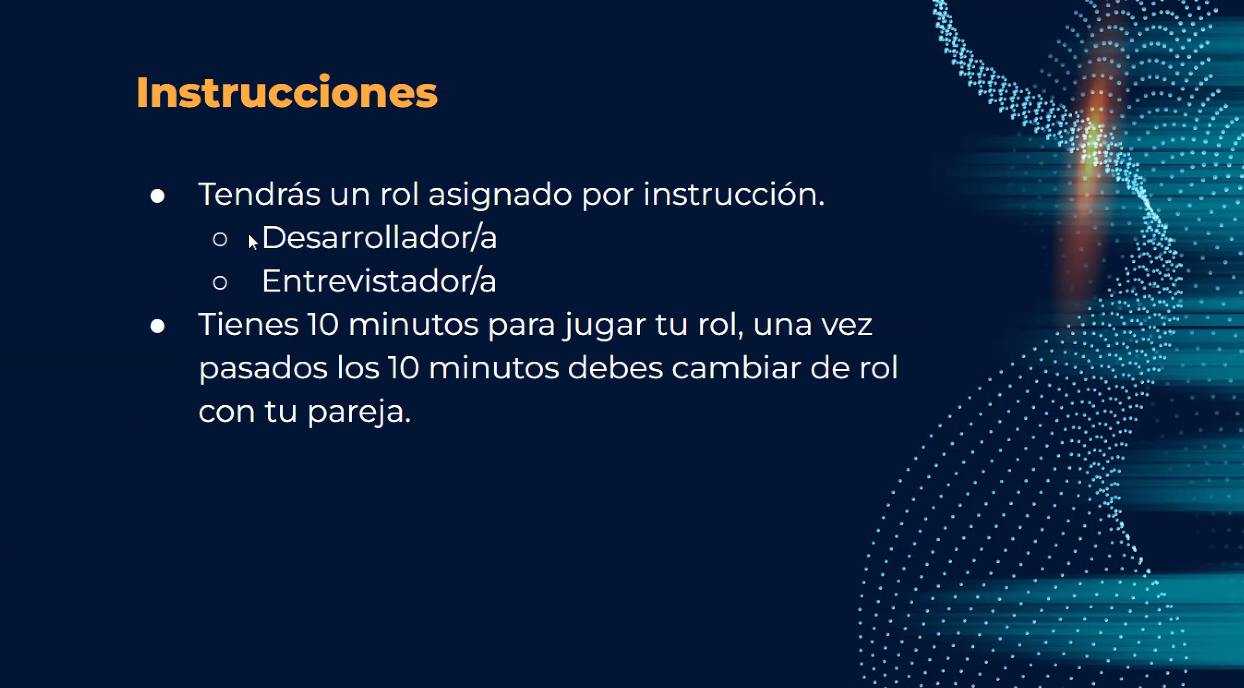 Instrucciones
● Tendrás un rol asignado por instrucción.
○ Desarrollador/a
○ Entrevistador/a
● Tienes 10 minutos para jugar tu rol, una vez
pasados los 10 minutos debes cambiar de rol
con tu pareja.